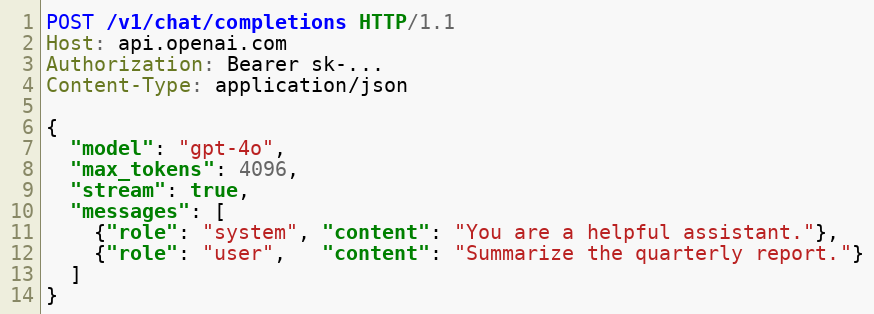 1 POST /v1/chat/completions HTTP/1.1
2 Host: api.openai.com
3 Authorization: Bearer sk-...
4 Content-Type: application/json
5
6 {
7   "model": "gpt-4o",
8   "max_tokens": 4096,
9   "stream": true,
10   "messages": [
11     {"role": "system", "content": "You are a helpful assistant."},
12     {"role": "user",   "content": "Summarize the quarterly report."}
13   ]
14 }